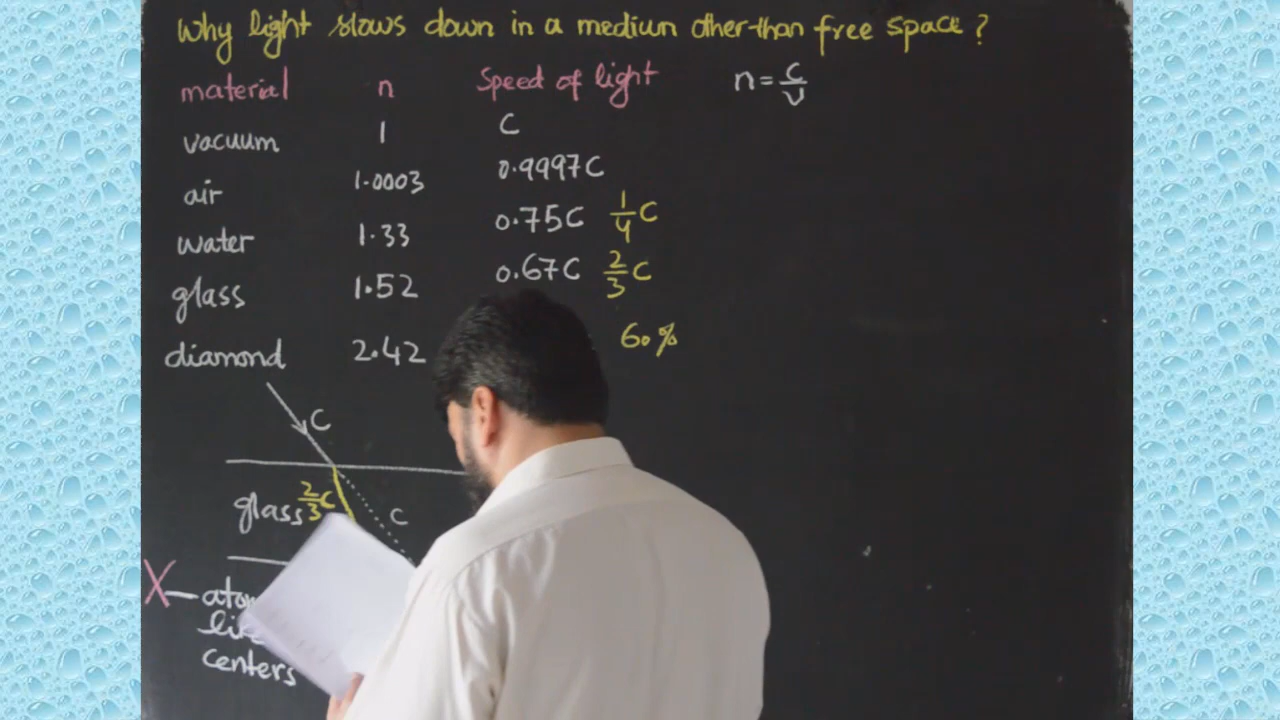 Why light slows down in a medium other than free space?
material n Speed of light n = C/V
vacuum 1 C
air 1.0003 0.9997C
water 1.33 0.75C 1/4 C
glass 1.52 0.67C 2/3 C
diamond 2.42 60%
C
glass 2/3 C C
X
centers